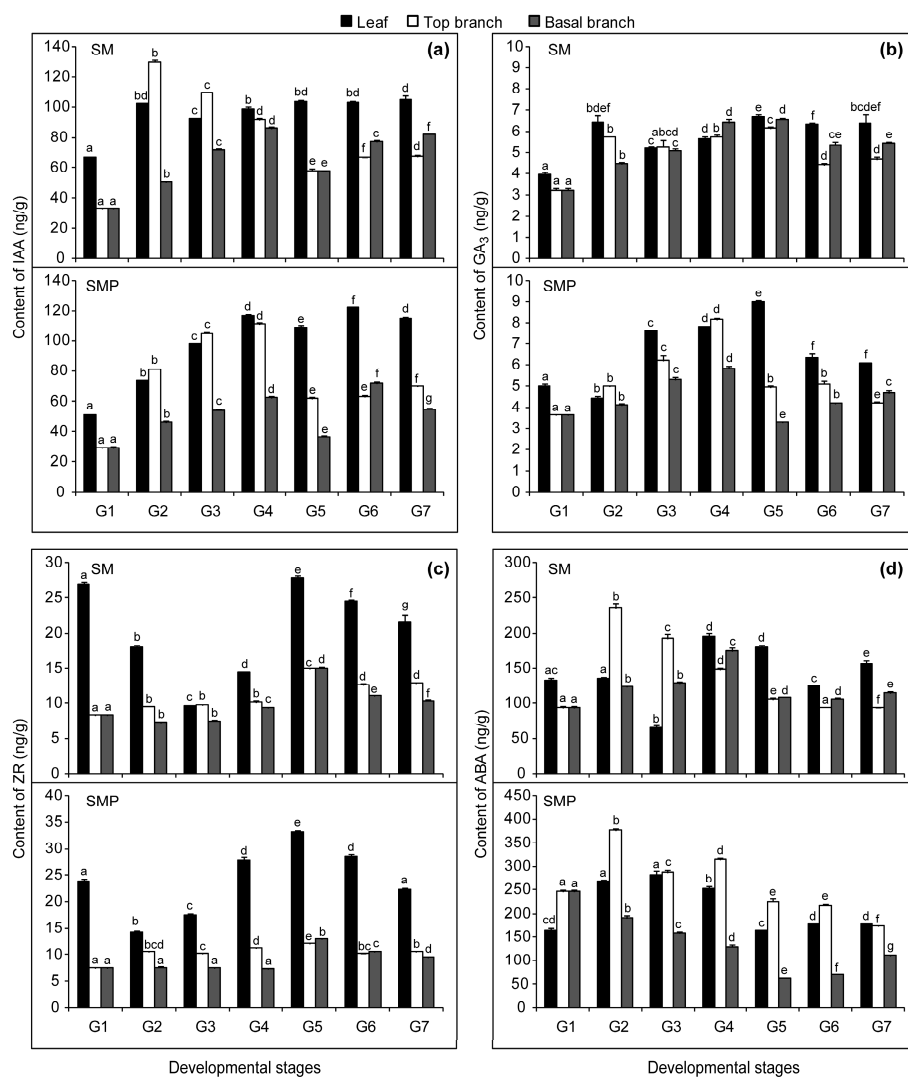 Leaf Top branch Basal branch
(a)
SM
Content of IAA (ng/g)
140
120
100
80
60
40
20
0
a a a bd b b c c c b d d bd e e bd f c bd d f
SMP
140
120
100
80
60
40
20
0
a a a b b b c c c d d d e e e f e f d f g
G1 G2 G3 G4 G5 G6 G7
(b)
SM
Content of GA3 (ng/g)
10
9
8
7
6
5
4
3
2
1
0
a a a bdef b b c abcd c d d d e c d f d ce bcdef e e
SMP
10
9
8
7
6
5
4
3
2
1
0
a a a b b b c c c d d d e e e f b b f e c
G1 G2 G3 G4 G5 G6 G7
(c)
SM
Content of ZR (ng/g)
30
25
20
15
10
5
0
a a a b b b c b b d d e c d f d e g d f
SMP
40
35
30
25
20
15
10
5
0
a a a b bcd a c c a d d a e e b d bc c a b d
G1 G2 G3 G4 G5 G6 G7
Developmental stages
(d)
SM
Content of ABA (ng/g)
300
250
200
150
100
50
0
ac a a a b b b c b d d c d e d c f d e f e
SMP
450
400
350
300
250
200
150
100
50
0
cd a a a b b a c c b d d c e e d e f d f g
G1 G2 G3 G4 G5 G6 G7
Developmental stages